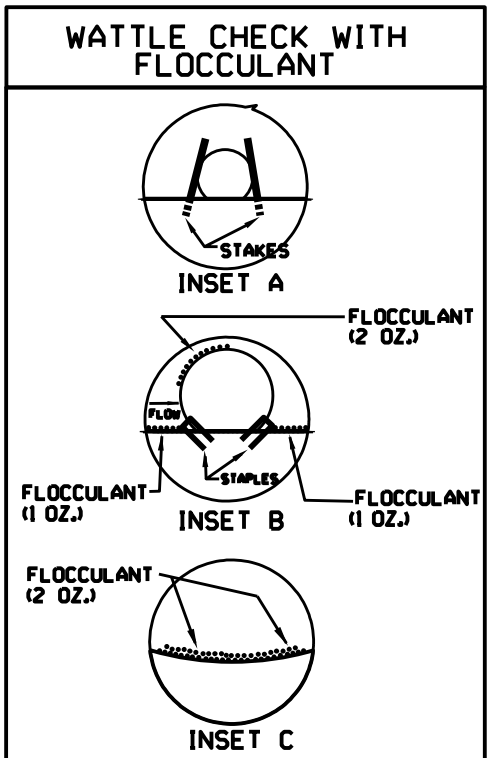 WATTLE CHECK WITH
FLOCCULANT
STAKES
INSET A
FLOCCULANT
(2 OZ.)
FLOW
STAPLES
FLOCCULANT
(1 OZ.)
FLOCCULANT
(1 OZ.)
INSET B
FLOCCULANT
(2 OZ.)
INSET C